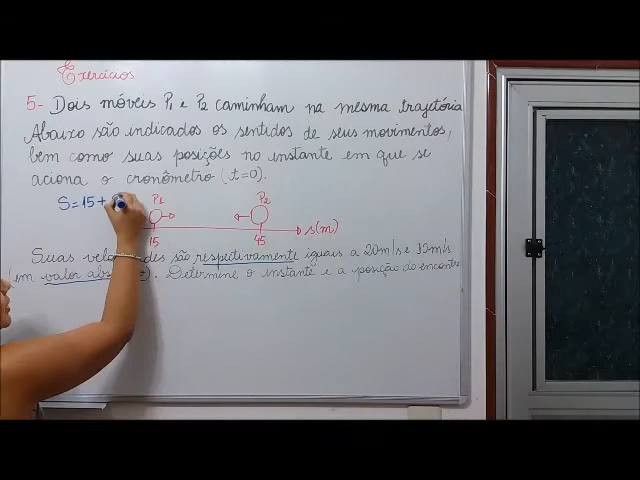 Exercícios
5- Dois móveis P1 e P2 caminham na mesma trajetória
Abaixo são indicados os sentidos de seus movimentos,
bem como suas posições no instante em que se
aciona o cronômetro (t=0).
S=15+
P1 P2
15 45 s(m)
Suas são respectivamente iguais a 20m/s e
(em valor . Determine o instante e a posição do encontro